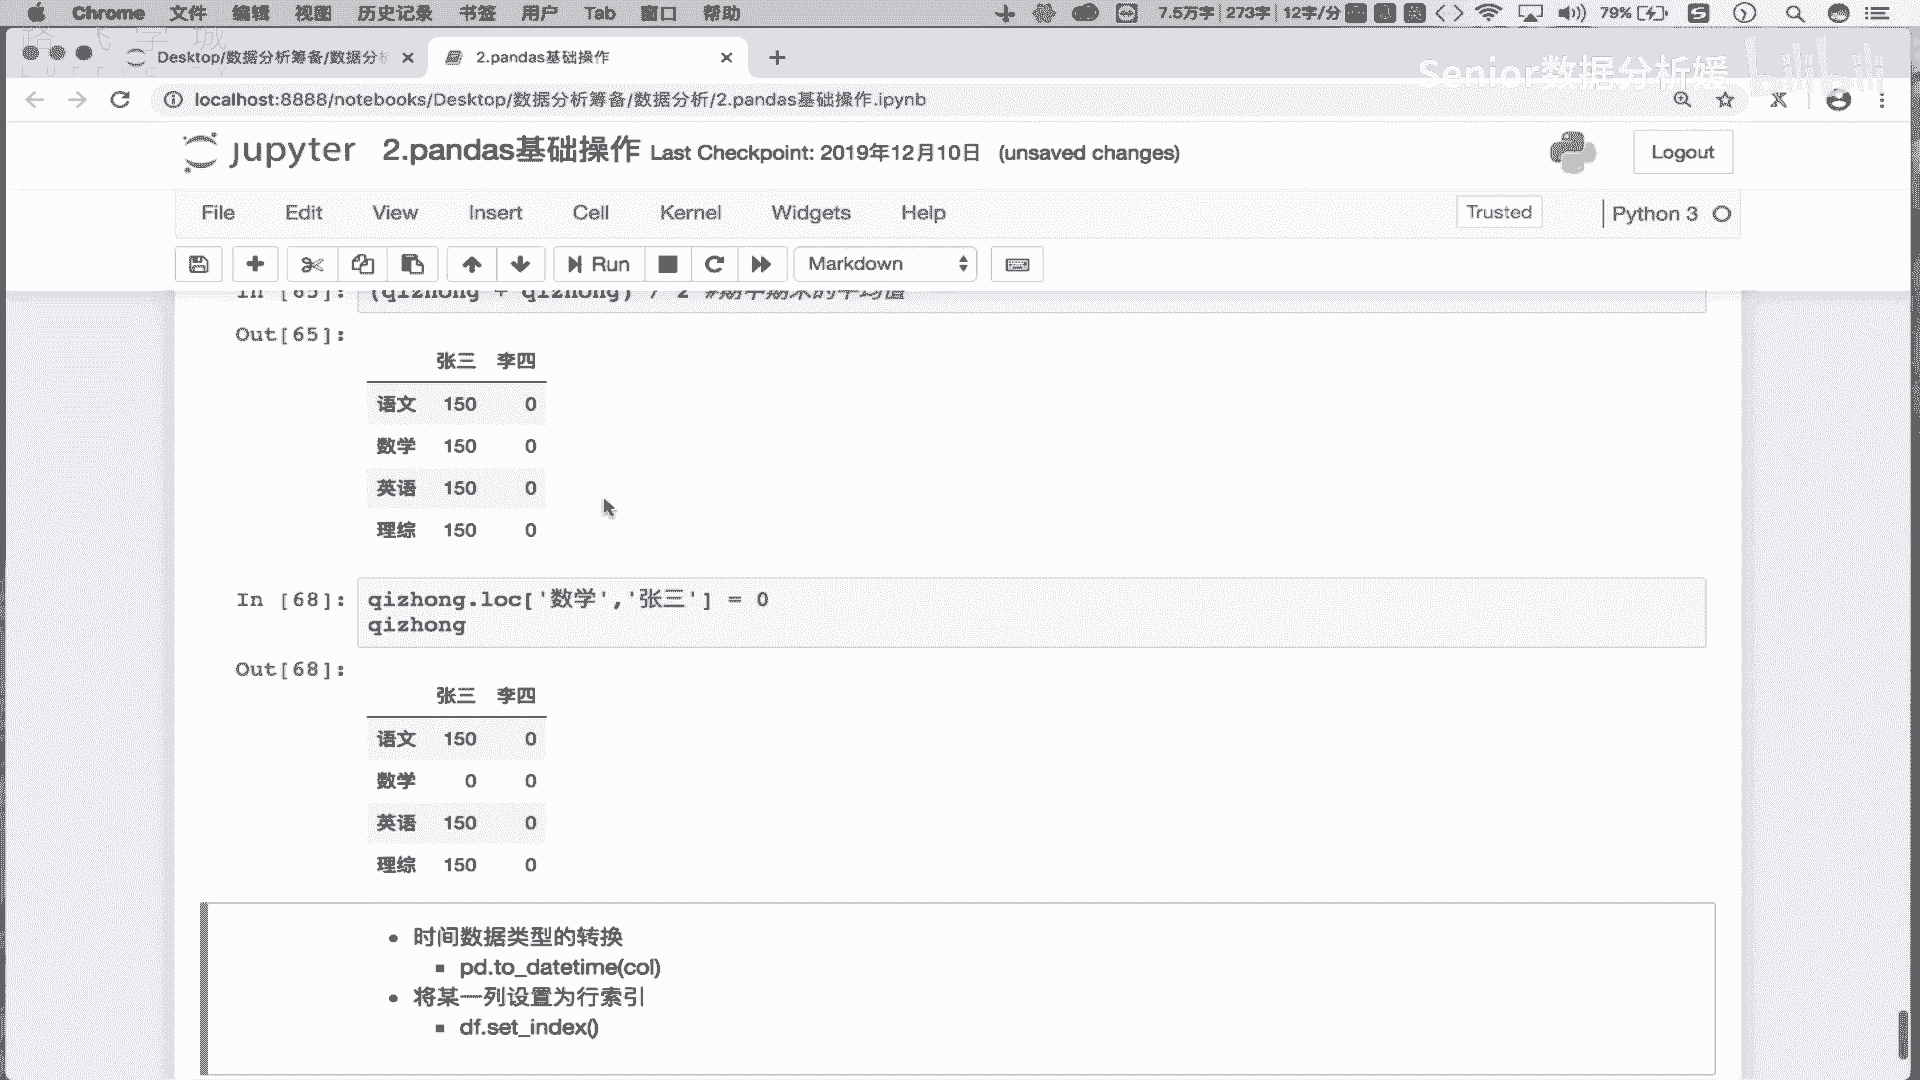 Chrome 文件 编辑 视图 历史记录 书签 用户 Tab 窗口 帮助 7.5万字 273字 12字/分 79%
Desktop/数据分析筹备/数据分析
2.pandas基础操作
Senior数据分析媛 bilibili
localhost:8888/notebooks/Desktop/数据分析筹备/数据分析/2.pandas基础操作.ipynb
jupyter 2.pandas基础操作 Last Checkpoint: 2019年12月10日 (unsaved changes)
Logout
File Edit View Insert Cell Kernel Widgets Help
Trusted
Python 3
Run
Markdown
In [65]: (qizhong + qizhong) / 2 #期中期末的平均值
Out[65]:
张三 李四
语文 150 0
数学 150 0
英语 150 0
理综 150 0
In [68]: qizhong.loc['数学','张三'] = 0
qizhong
Out[68]:
张三 李四
语文 150 0
数学 0 0
英语 150 0
理综 150 0
时间数据类型的转换
pd.to_datetime(col)
将某一列设置为行索引
df.set_index()